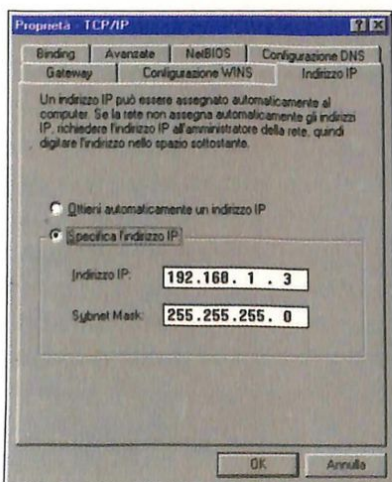 Proprietà - TCP/IP
Binding Avanzate NetBIOS Configurazione DNS
Gateway Configurazione WINS Indirizzo IP
Un indirizzo IP può essere assegnato automaticamente al
computer. Se la rete non assegna automaticamente gli indirizzi
IP, richiedere l'indirizzo IP all'amministratore della rete, quindi
digitare l'indirizzo nello spazio sottostante.
Ottieni automaticamente un indirizzo IP
Specifica l'indirizzo IP:
Indirizzo IP: 192.160. 1 . 3
Subnet Mask: 255.255.255. 0
OK Annulla